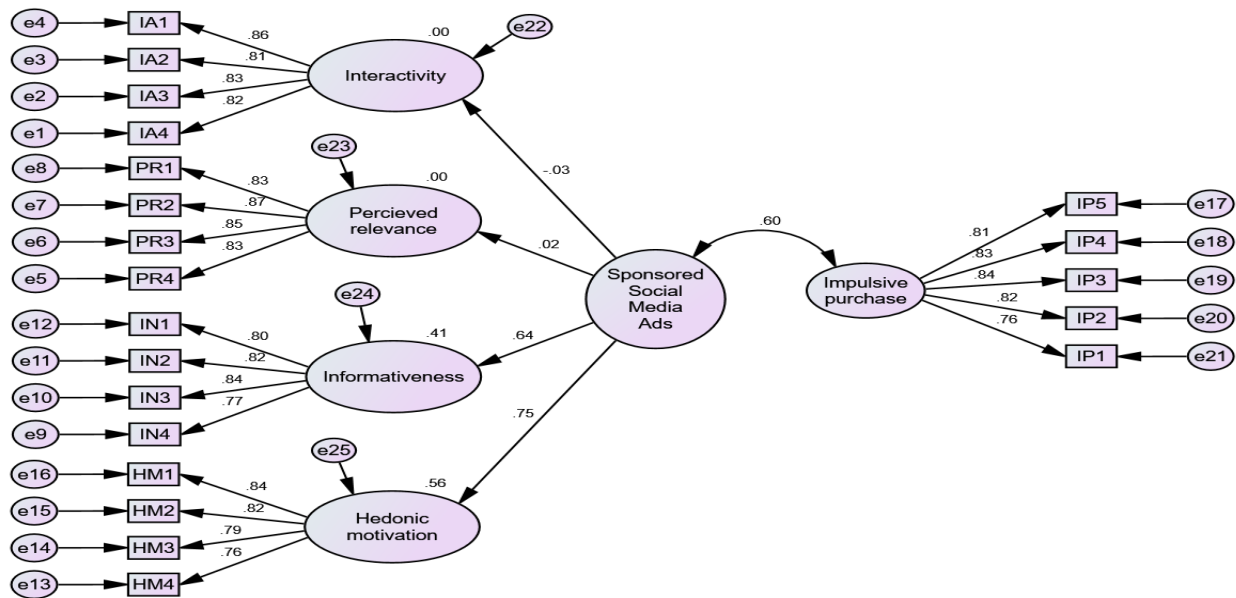 e4
IA1
.86
e3
IA2
.81
e2
IA3
.83
e1
IA4
.82
.00
e22
Interactivity
e8
PR1
.83
e7
PR2
.87
e6
PR3
.85
e5
PR4
.83
e23
.00
Percieved
relevance
e12
IN1
.80
e11
IN2
.82
e10
IN3
.84
e9
IN4
.77
e24
.41
Informativeness
e16
HM1
.84
e15
HM2
.82
e14
HM3
.79
e13
HM4
.76
e25
.56
Hedonic
motivation
-.03
.02
.64
.75
Sponsored
Social
Media
Ads
.60
Impulsive
purchase
.81
IP5
e17
.83
IP4
e18
.84
IP3
e19
.82
IP2
e20
.76
IP1
e21